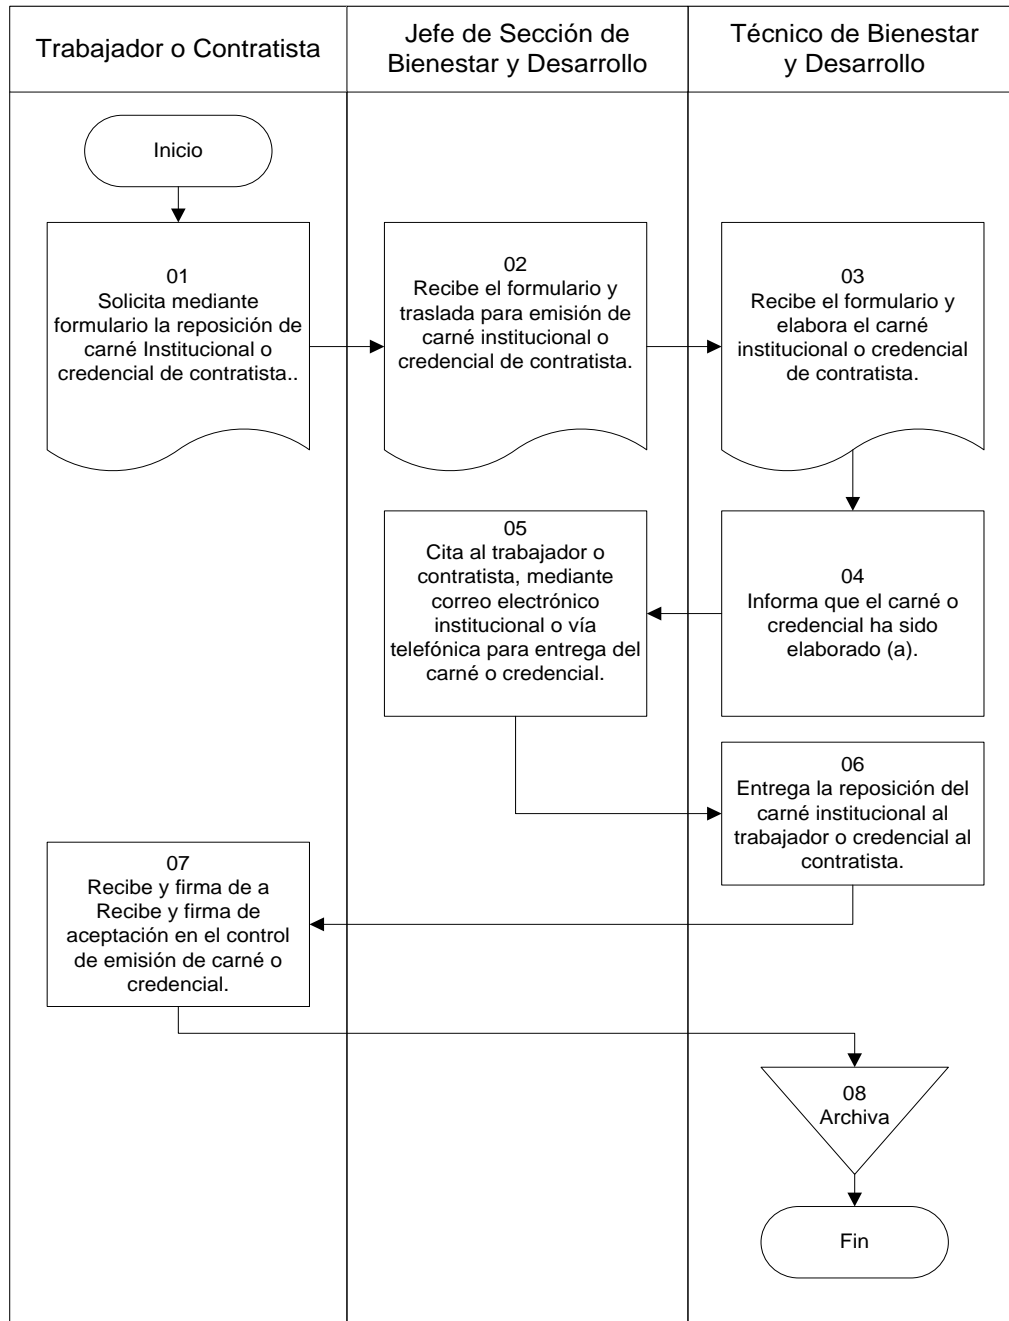 Trabajador o Contratista
Jefe de Sección de
Bienestar y Desarrollo
Técnico de Bienestar
y Desarrollo
Inicio
01
Solicita mediante
formulario la reposición de
carné Institucional o
credencial de contratista..
02
Recibe el formulario y
traslada para emisión de
carné institucional o
credencial de contratista.
03
Recibe el formulario y
elabora el carné
institucional o credencial
de contratista.
04
Informa que el carné o
credencial ha sido
elaborado (a).
05
Cita al trabajador o
contratista, mediante
correo electrónico
institucional o vía
telefónica para entrega del
carné o credencial.
06
Entrega la reposición del
carné institucional al
trabajador o credencial al
contratista.
07
Recibe y firma de a
Recibe y firma de
aceptación en el control
de emisión de carné o
credencial.
08
Archiva
Fin